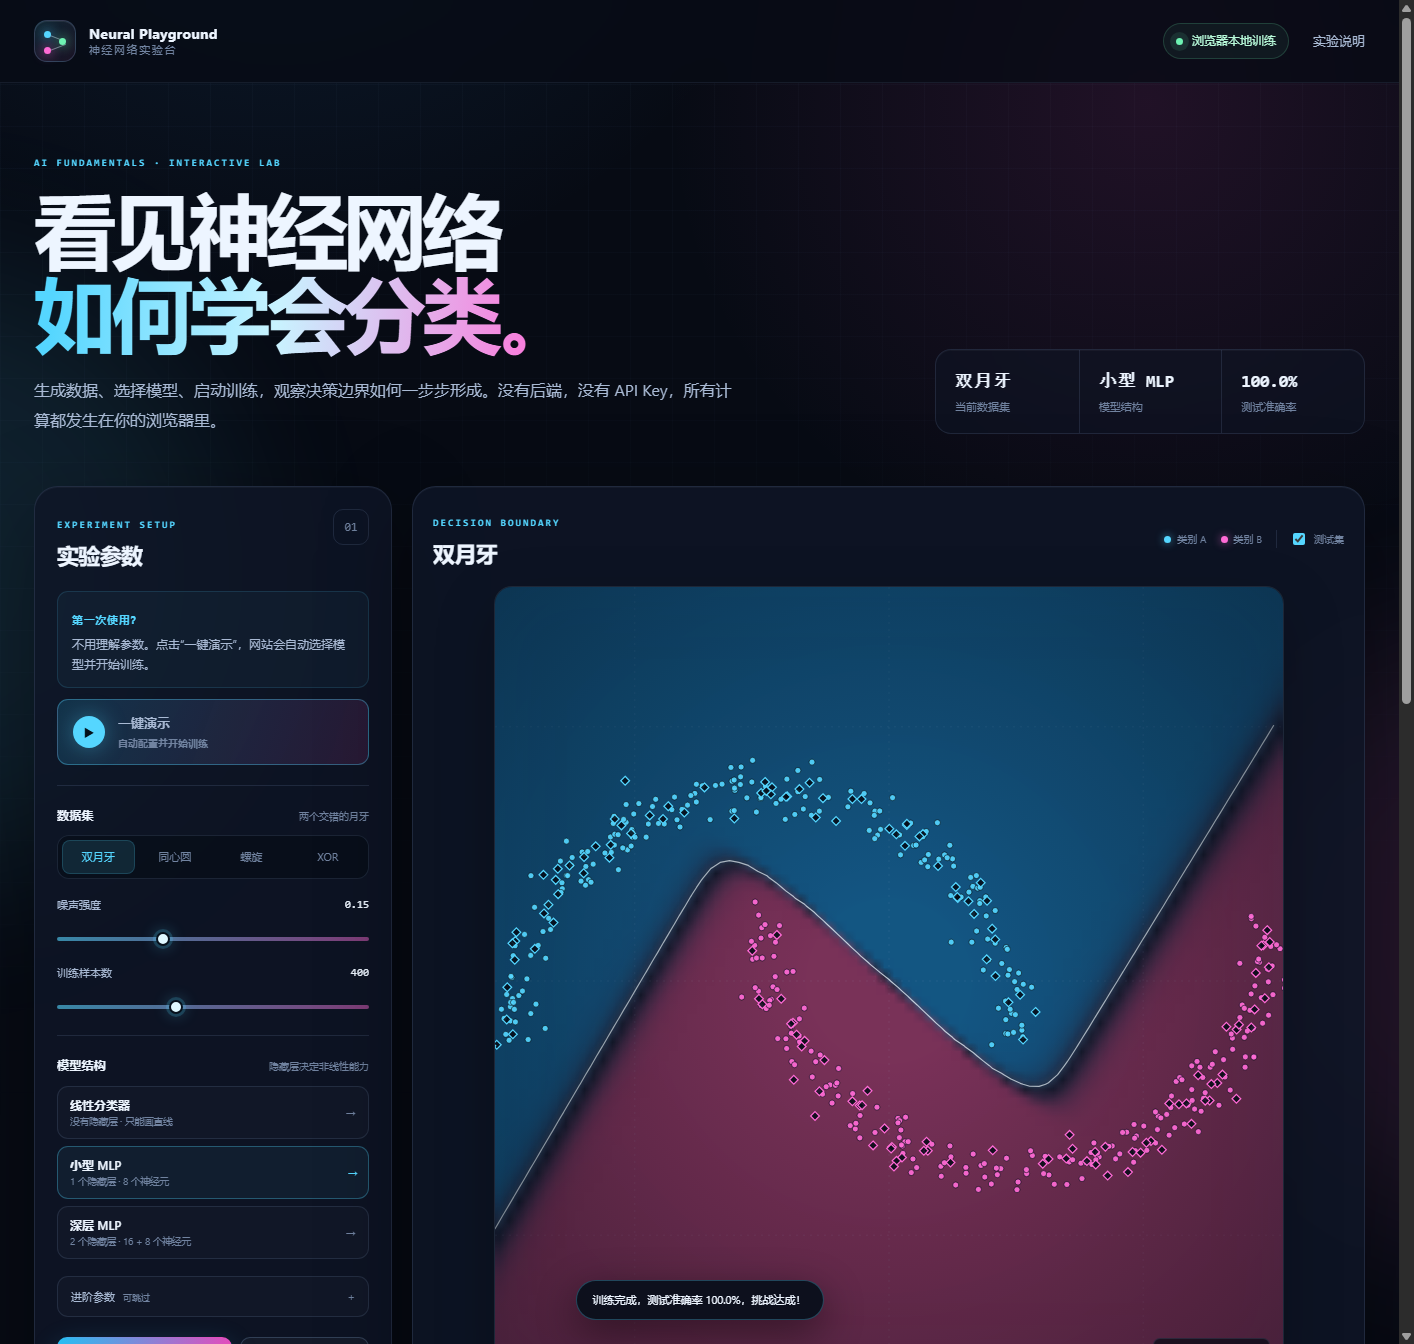 Neural Playground
神经网络实验台
浏览器本地训练
实验说明
AI FUNDAMENTALS · INTERACTIVE LAB
看见神经网络
如何学会分类。
生成数据、选择模型、启动训练，观察决策边界如何一步步形成。没有后端，没有 API Key，所有计
算都发生在你的浏览器里。
双月牙
当前数据集
小型 MLP
模型结构
100.0%
测试准确率
EXPERIMENT SETUP
01
实验参数
第一次使用?
不用理解参数。点击“一键演示”，网站会自动选择模
型并开始训练。
一键演示
自动配置并开始训练
数据集
两个交错的月牙
双月牙
同心圆
螺旋
XOR
噪声强度
0.15
训练样本数
400
模型结构
隐藏层决定非线性能力
线性分类器
没有隐藏层 · 只能画直线
→
小型 MLP
1 个隐藏层 · 8 个神经元
→
深层 MLP
2 个隐藏层 · 16 + 8 个神经元
→
进阶参数 可跳过
+
DECISION BOUNDARY
双月牙
类别 A
类别 B
测试集
训练完成，测试准确率 100.0%，挑战达成！